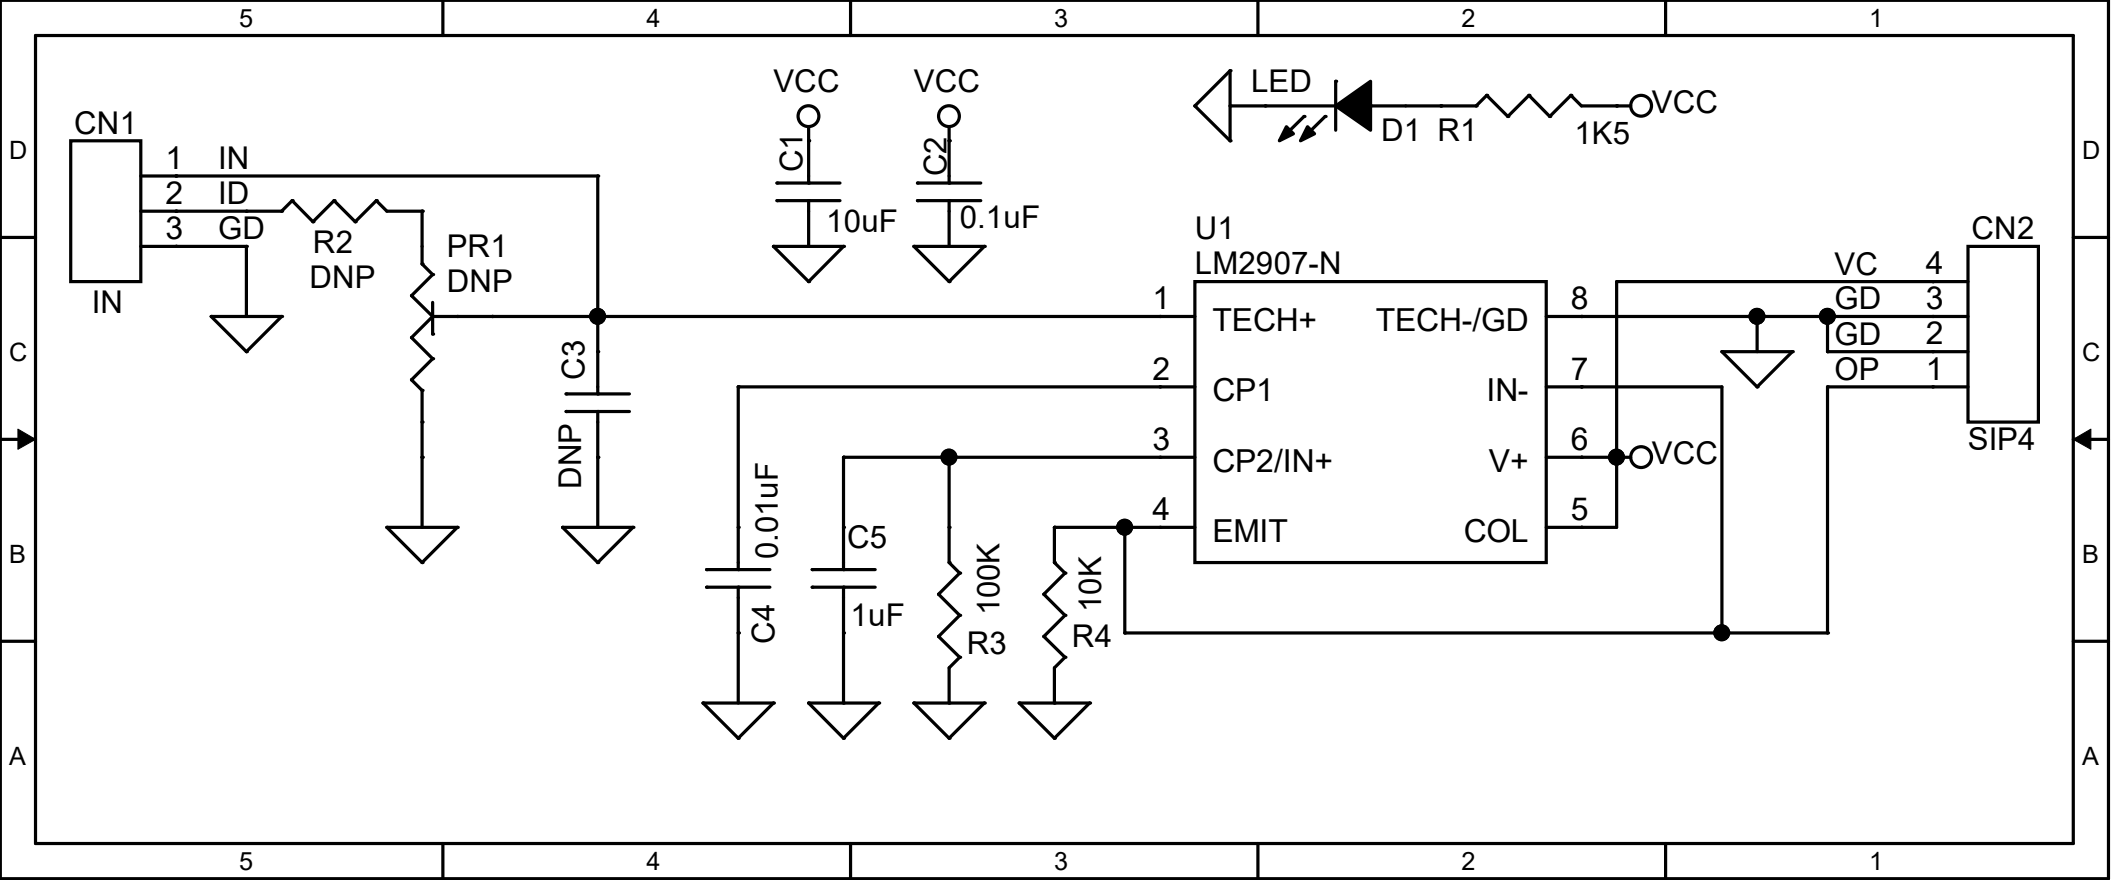 5 4 3 2 1
D
C
B
A
CN1
1 IN
2 ID
3 GD
IN
R2
DNP
PR1
DNP
VCC
C1
10uF
VCC
C2
0.1uF
LED
D1
R1
1K5
VCC
C3
DNP
0.01uF
C4
C5
1uF
100K
R3
10K
R4
U1
LM2907-N
1 TECH+
2 CP1
3 CP2/IN+
4 EMIT
TECH-/GD 8
IN- 7
V+ 6
COL 5
VCC
CN2
VC 4
GD 3
GD 2
OP 1
SIP4
D
C
B
A
5 4 3 2 1